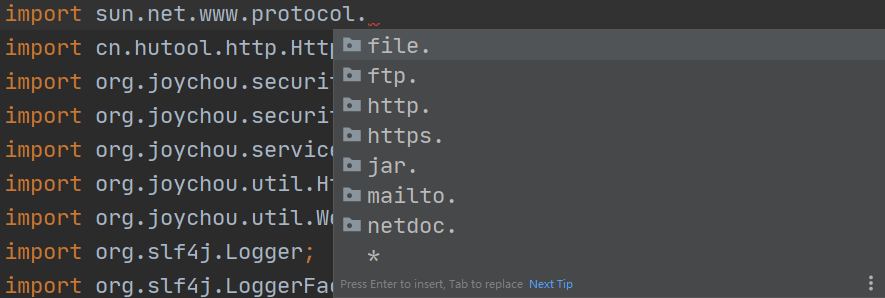 import sun.net.www.protocol.
import cn.hutool.http.Http
import org.joychou.securit
import org.joychou.securit
import org.joychou.service
import org.joychou.util.Ht
import org.joychou.util.We
import org.slf4j.Logger;
import org.slf4j.LoggerFac
file.
ftp.
http.
https.
jar.
mailto.
netdoc.
*
Press Enter to insert, Tab to replace Next Tip